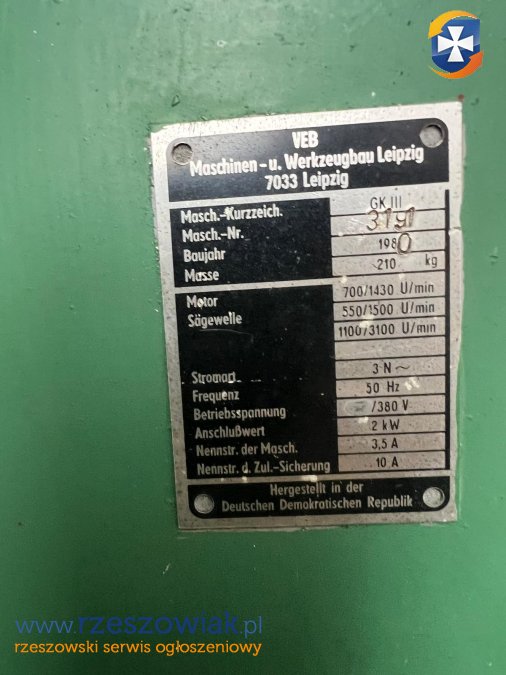 VEB
Maschinen-u. Werkzeugbau Leipzig
7033 Leipzig
Masch.-Kurzzeich. GK III
Masch.-Nr. 3191
Baujahr 1980
Masse 210 kg
Motor 700/1430 U/min
Sägewelle 550/1500 U/min
1100/3100 U/min
Stromart 3 N ~
Frequenz 50 Hz
Betriebsspannung /380 V
Anschlußwert 2 kW
Nennstr. der Masch. 3,5 A
Nennstr. d. Zul.-Sicherung 10 A
Hergestellt in der
Deutschen Demokratischen Republik
www.rzeszowiak.pl
rzeszowski serwis ogłoszeniowy